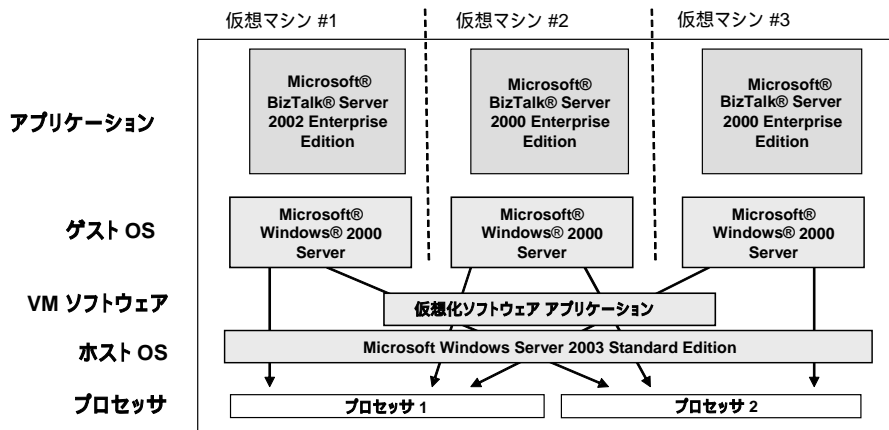 仮想マシン #1
仮想マシン #2
仮想マシン #3
アプリケーション
Microsoft®
BizTalk® Server
2002 Enterprise
Edition
Microsoft®
BizTalk® Server
2000 Enterprise
Edition
Microsoft®
BizTalk® Server
2000 Enterprise
Edition
ゲスト OS
Microsoft®
Windows® 2000
Server
Microsoft®
Windows® 2000
Server
Microsoft®
Windows® 2000
Server
VM ソフトウェア
仮想化ソフトウェア アプリケーション
ホスト OS
Microsoft Windows Server 2003 Standard Edition
プロセッサ
プロセッサ 1
プロセッサ 2